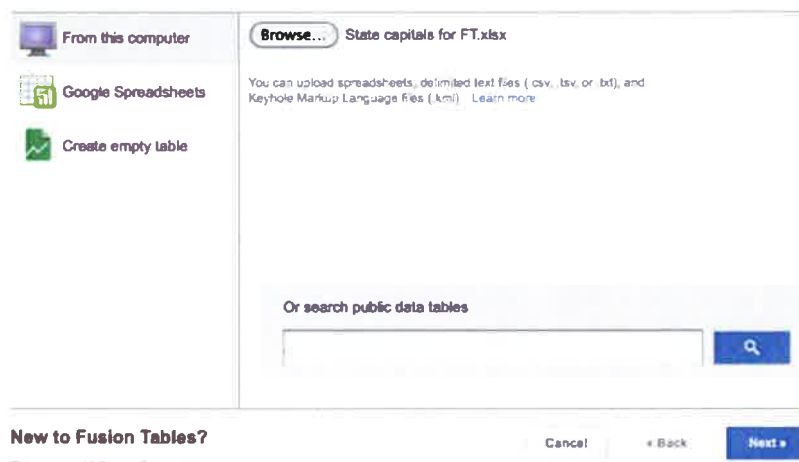 From this computer
Browse... State capitals for FT.xlsx
You can upload spreadsheets, delimited text files (.csv, .tsv, or .txt), and
Keyhole Markup Language files (.kml) Learn more
Google Spreadsheets
Create empty table
Or search public data tables
New to Fusion Tables?
Cancel
« Back
Next »